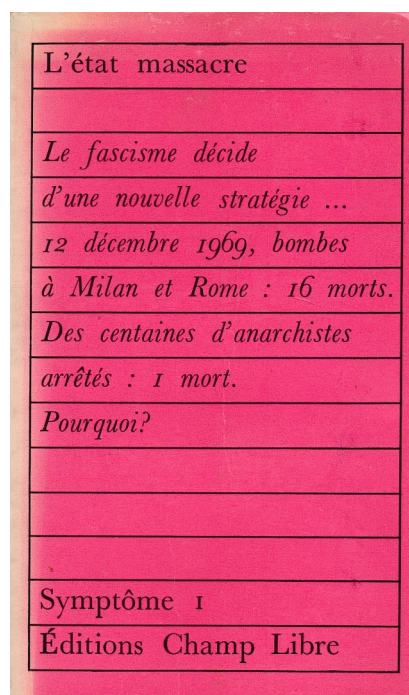 L'état massacre
Le fascisme décide
d'une nouvelle stratégie ...
12 décembre 1969, bombes
à Milan et Rome : 16 morts.
Des centaines d'anarchistes
arrêtés : 1 mort.
Pourquoi?
Symptôme 1
Éditions Champ Libre